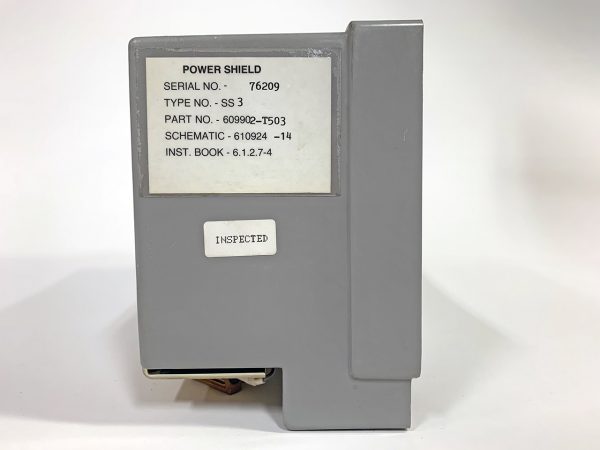 POWER SHIELD
SERIAL NO. - 76209
TYPE NO. - SS 3
PART NO. - 609902-T503
SCHEMATIC - 610924 -14
INST. BOOK - 6.1.2.7-4
INSPECTED